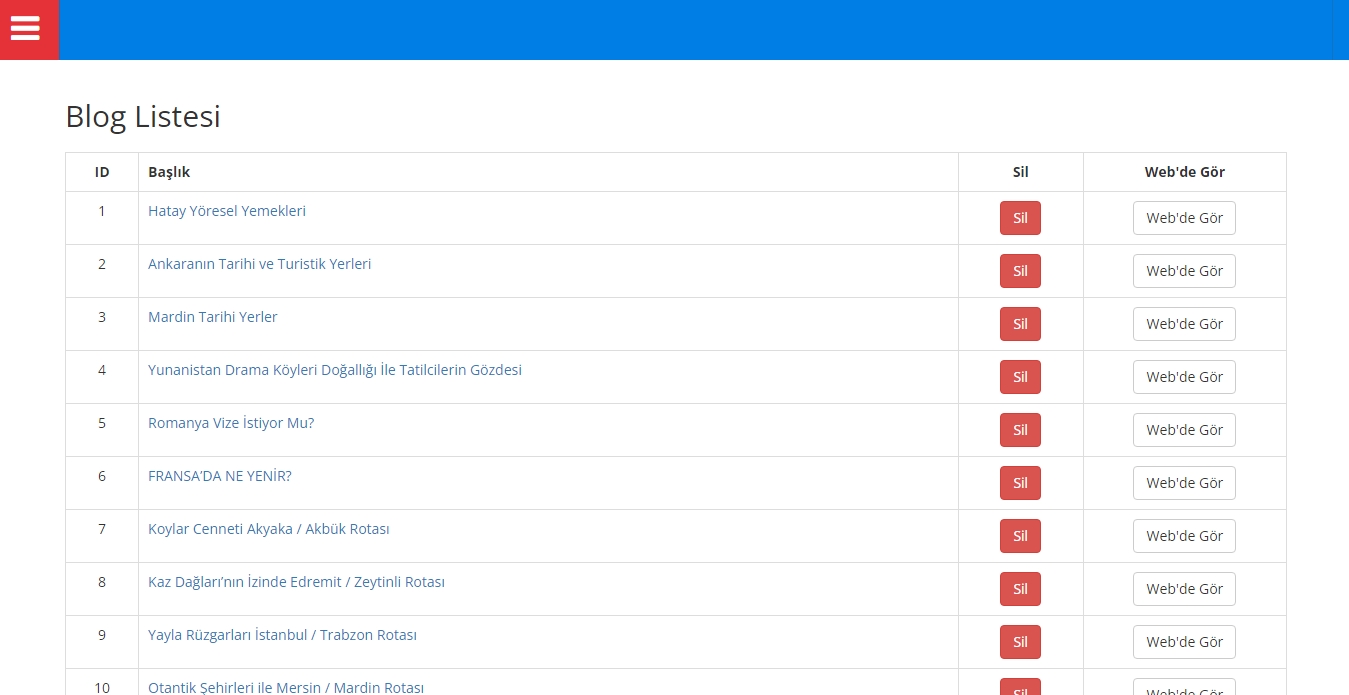 Blog Listesi
ID Başlık Sil Web'de Gör
1 Hatay Yöresel Yemekleri Sil Web'de Gör
2 Ankaranın Tarihi ve Turistik Yerleri Sil Web'de Gör
3 Mardin Tarihi Yerler Sil Web'de Gör
4 Yunanistan Drama Köyleri Doğallığı İle Tatilcilerin Gözdesi Sil Web'de Gör
5 Romanya Vize İstiyor Mu? Sil Web'de Gör
6 FRANSA’DA NE YENİR? Sil Web'de Gör
7 Koylar Cenneti Akyaka / Akbük Rotası Sil Web'de Gör
8 Kaz Dağları’nın İzinde Edremit / Zeytinli Rotası Sil Web'de Gör
9 Yayla Rüzgarları İstanbul / Trabzon Rotası Sil Web'de Gör
10 Otantik Şehirleri ile Mersin / Mardin Rotası Sil Web'de Gör